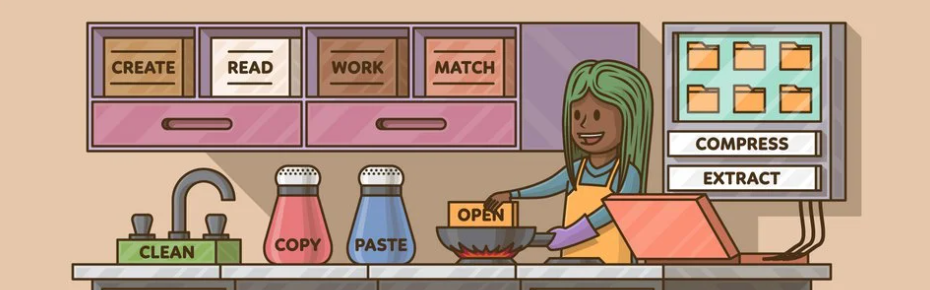 CREATE
READ
WORK
MATCH
COMPRESS
EXTRACT
OPEN
COPY
PASTE
CLEAN